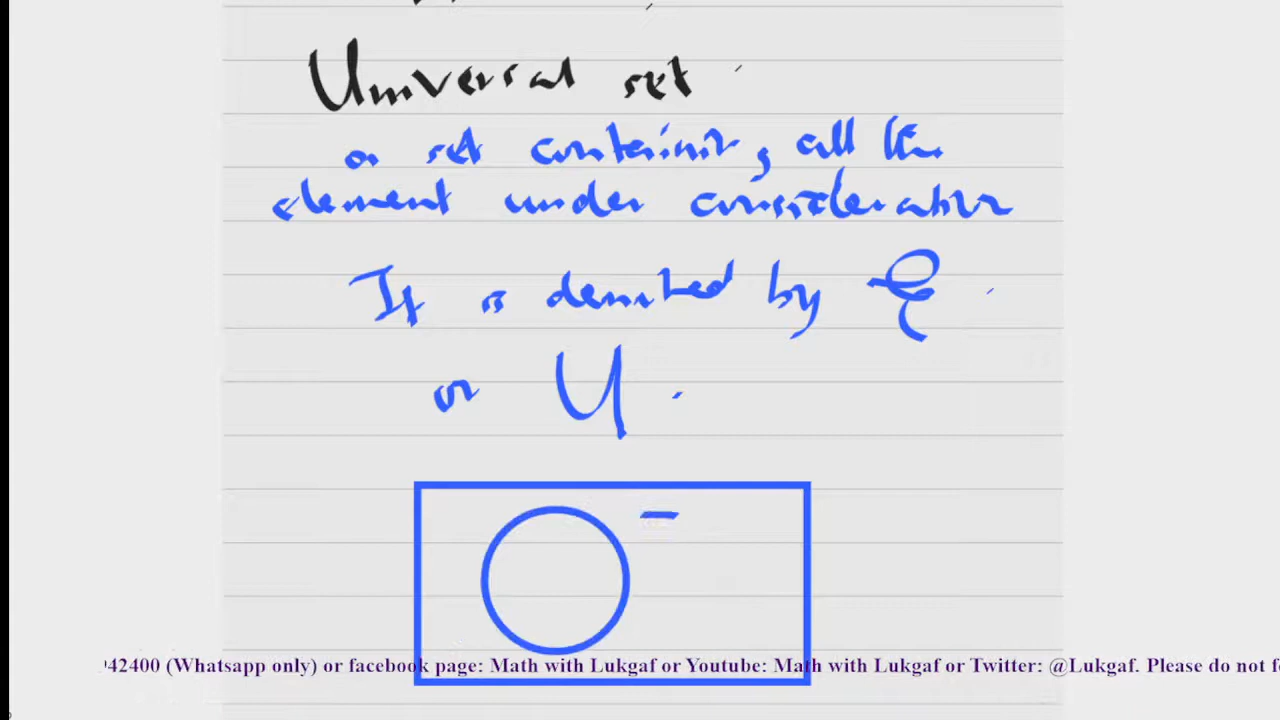 Universal set
a set containing all the
element under consideration
It is denoted by ξ
or U.
42400 (Whatsapp only) or facebook page: Math with Lukgaf or Youtube: Math with Lukgaf or Twitter: @Lukgaf. Please do not f